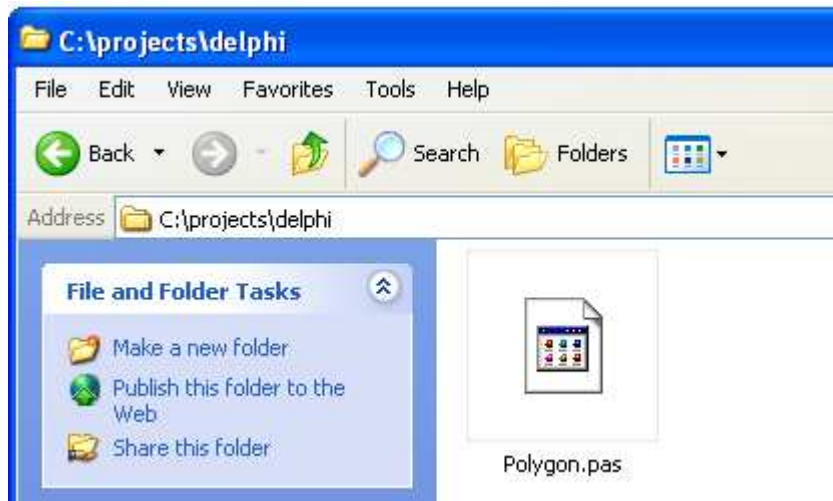 C:\projects\delphi
File Edit View Favorites Tools Help
Back Search Folders
Address C:\projects\delphi
File and Folder Tasks
Make a new folder
Publish this folder to the
Web
Share this folder
Polygon.pas